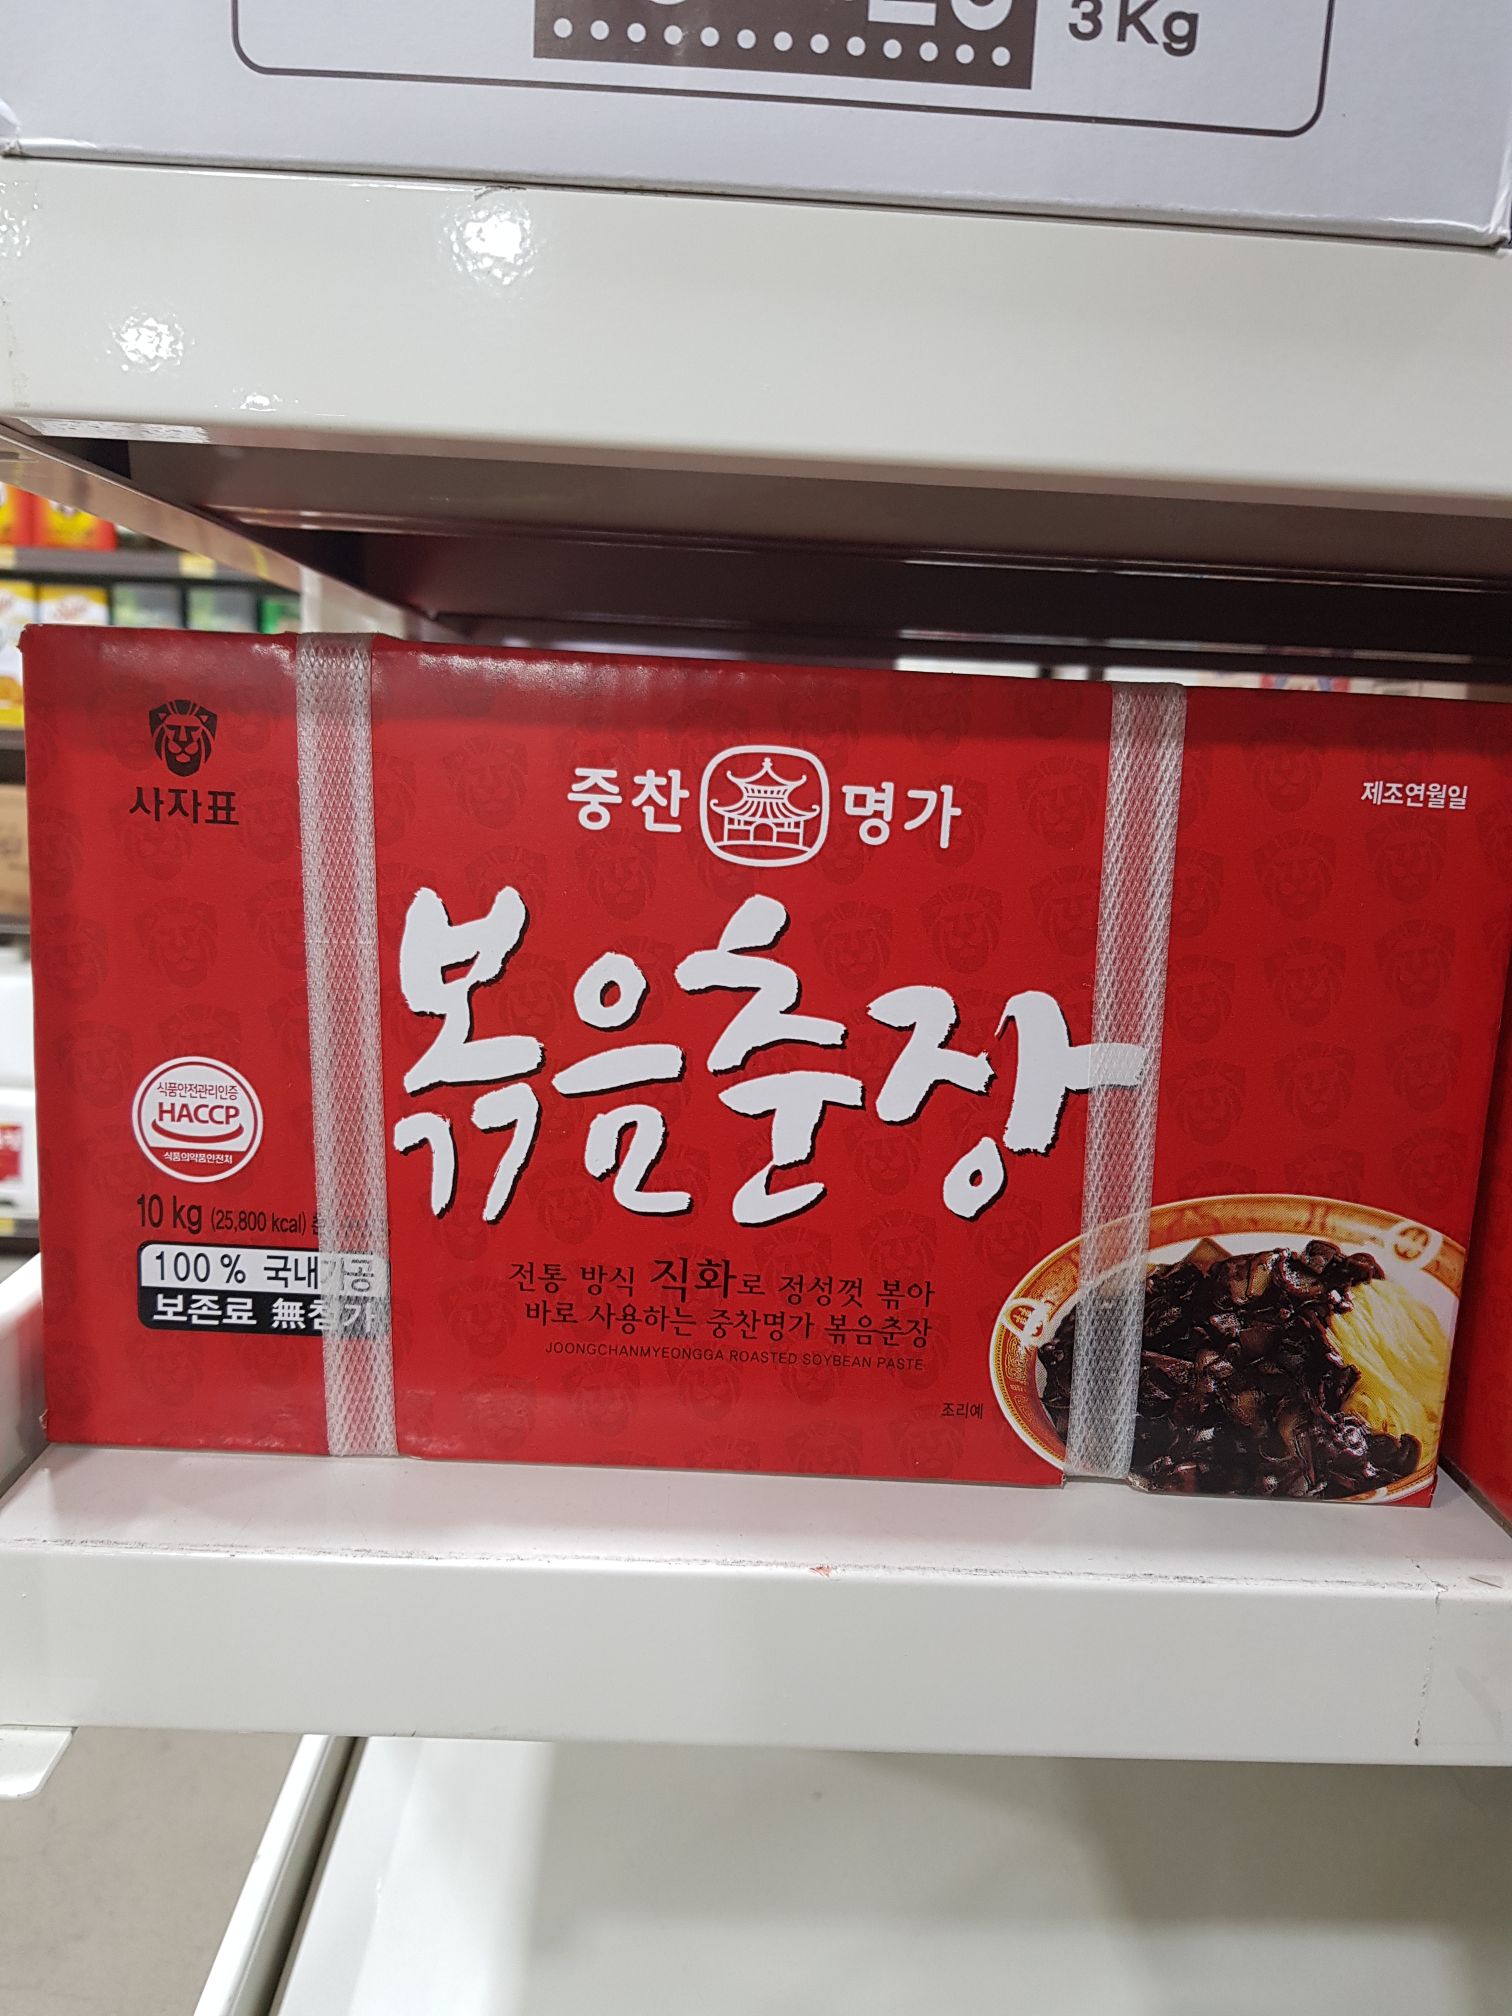 3Kg
사자표
중찬 명가
제조연월일
볶음춘장
식품안전관리인증
HACCP
식품의약품안전처
10 kg (25,800 kcal)
100% 국내가공
보존료 無첨가
전통 방식 직화로 정성껏 볶아
바로 사용하는 중찬명가 볶음춘장
JOONGCHANMYEONGGA ROASTED SOYBEAN PASTE
조리예